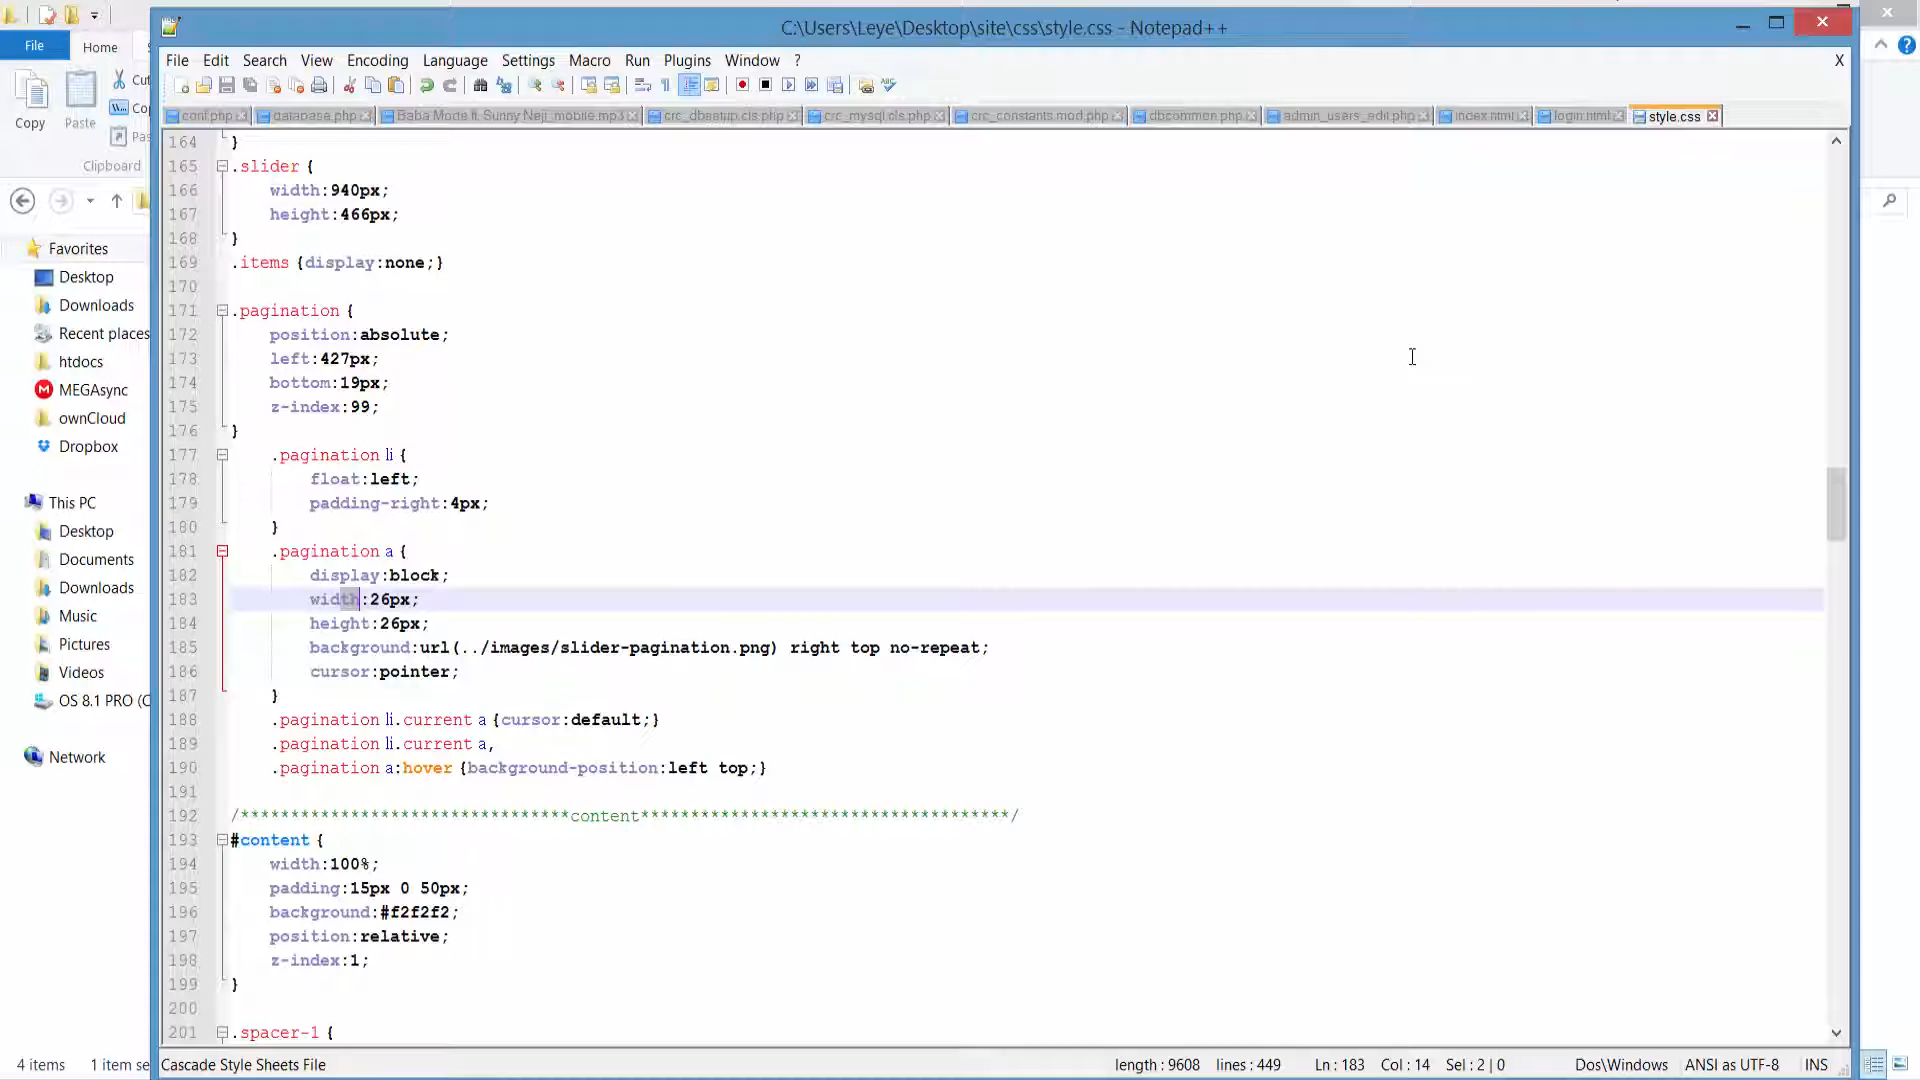 C:\Users\Leye\Desktop\site\css\style.css - Notepad++
File Home
File Edit Search View Encoding Language Settings Macro Run Plugins Window ? X
Cut
Copy Paste
Clipboard
conf.php database.php Baba Mode ft. Sunny Neji_mobile.mp3 crc_dbsetup.cls.php crc_mysql.cls.php crc_constants.mod.php dbcommon.php admin_users_edit.php index.html login.html style.css
Favorites
Desktop
Downloads
Recent places
htdocs
MEGAsync
ownCloud
Dropbox
This PC
Desktop
Documents
Downloads
Music
Pictures
Videos
OS 8.1 PRO (C
Network
164 }
165 .slider {
166 width:940px;
167 height:466px;
168 }
169 .items {display:none;}
170
171 .pagination {
172 position:absolute;
173 left:427px;
174 bottom:19px;
175 z-index:99;
176 }
177 .pagination li {
178 float:left;
179 padding-right:4px;
180 }
181 .pagination a {
182 display:block;
183 width:26px;
184 height:26px;
185 background:url(../images/slider-pagination.png) right top no-repeat;
186 cursor:pointer;
187 }
188 .pagination li.current a {cursor:default;}
189 .pagination li.current a,
190 .pagination a:hover {background-position:left top;}
191
192 /*********************************content*************************************/
193 #content {
194 width:100%;
195 padding:15px 0 50px;
196 background:#f2f2f2;
197 position:relative;
198 z-index:1;
199 }
200
201 .spacer-1 {
4 items 1 item se
Cascade Style Sheets File length : 9608 lines : 449 Ln : 183 Col : 14 Sel : 2 | 0 Dos\Windows ANSI as UTF-8 INS